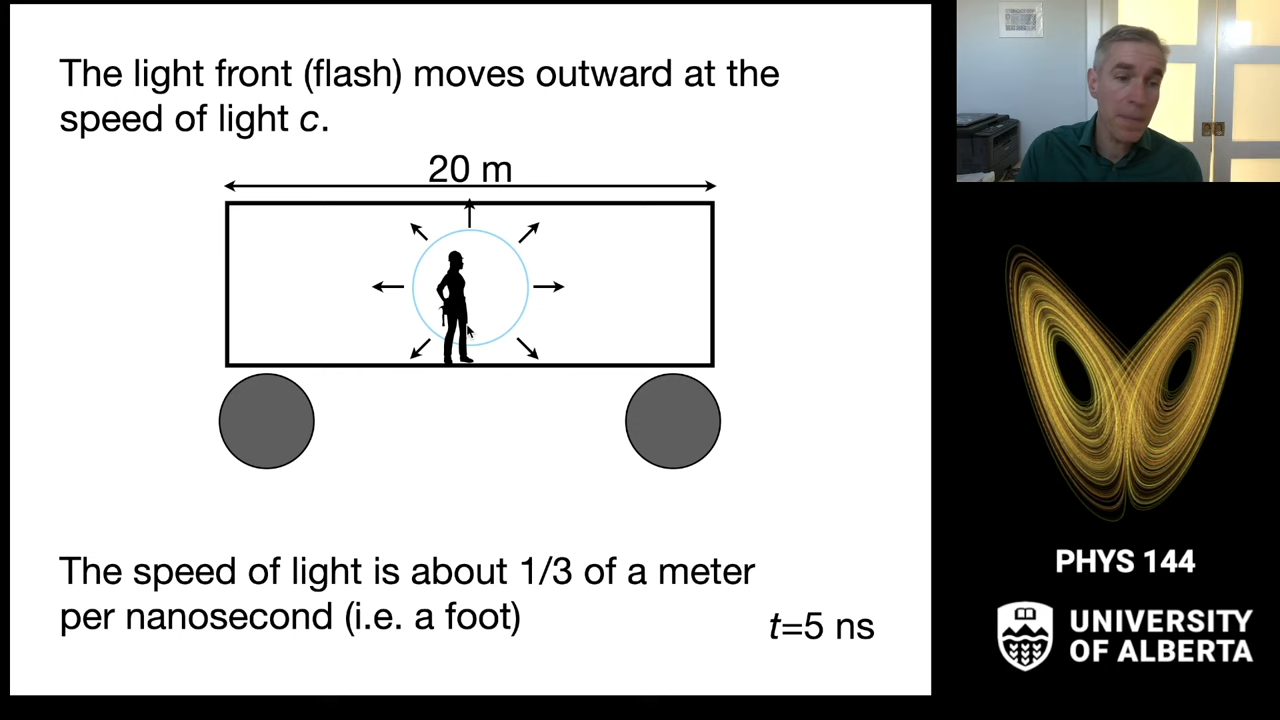 The light front (flash) moves outward at the
speed of light c.
20 m
The speed of light is about 1/3 of a meter
per nanosecond (i.e. a foot)
t=5 ns
PHYS 144
UNIVERSITY
OF ALBERTA